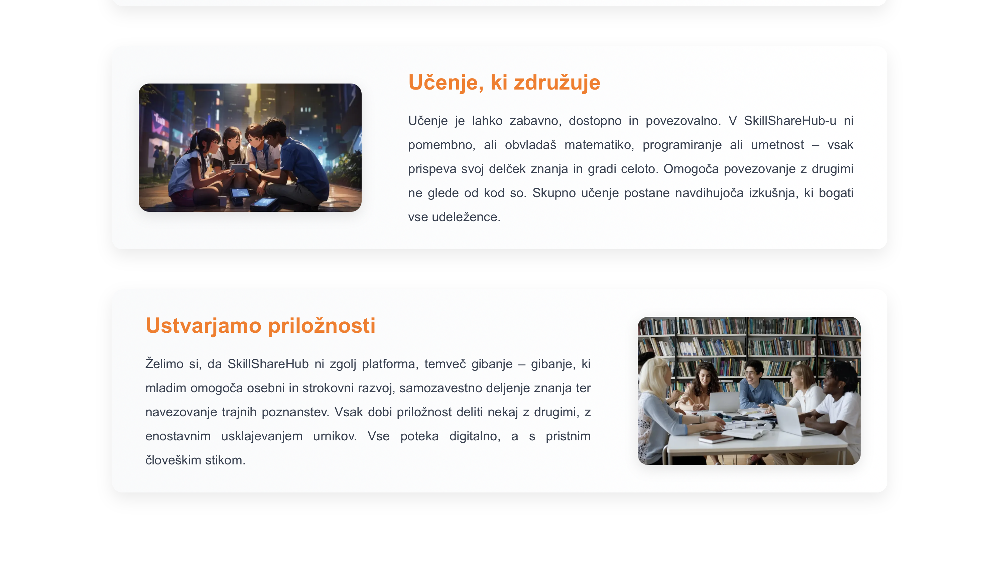 Učenje, ki združuje
Učenje je lahko zabavno, dostopno in povezovalno. V SkillShareHub-u ni
pomembno, ali obvladaš matematiko, programiranje ali umetnost – vsak
prispeva svoj delček znanja in gradi celoto. Omogoča povezovanje z drugimi
ne glede od kod so. Skupno učenje postane navdihujoča izkušnja, ki bogati
vse udeležence.
Ustvarjamo priložnosti
Želimo si, da SkillShareHub ni zgolj platforma, temveč gibanje – gibanje, ki
mladim omogoča osebni in strokovni razvoj, samozavestno deljenje znanja ter
navezovanje trajnih poznanstev. Vsak dobi priložnost deliti nekaj z drugimi, z
enostavnim usklajevanjem urnikov. Vse poteka digitalno, a s pristnim
človeškim stikom.